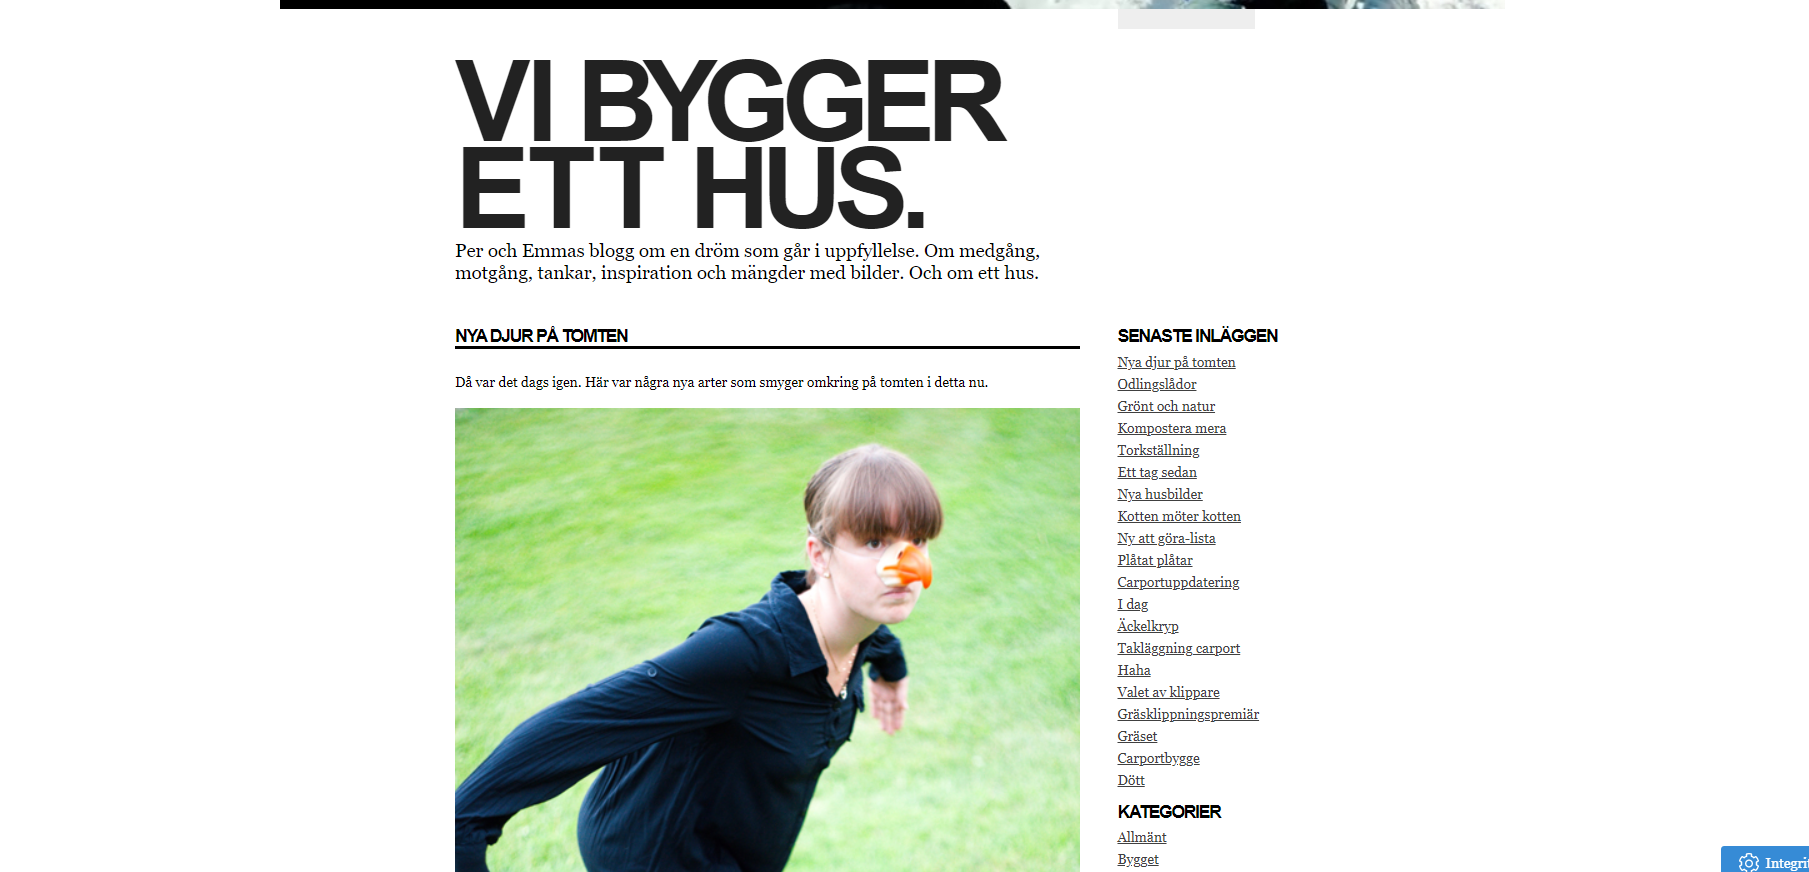 VI BYGGER
ETT HUS.
Per och Emmas blogg om en dröm som går i uppfyllelse. Om medgång,
motgång, tankar, inspiration och mängder med bilder. Och om ett hus.
NYA DJUR PÅ TOMTEN
Då var det dags igen. Här var några nya arter som smyger omkring på tomten i detta nu.
SENASTE INLÄGGEN
Nya djur på tomten
Odlingslådor
Grönt och natur
Kompostera mera
Torkställning
Ett tag sedan
Nya husbilder
Kotten möter kotten
Ny att göra-lista
Plåtat plåtar
Carportuppdatering
I dag
Äckelkryp
Takläggning carport
Haha
Valet av klippare
Gräsklippningspremiär
Gräset
Carportbygge
Dött
KATEGORIER
Allmänt
Bygget